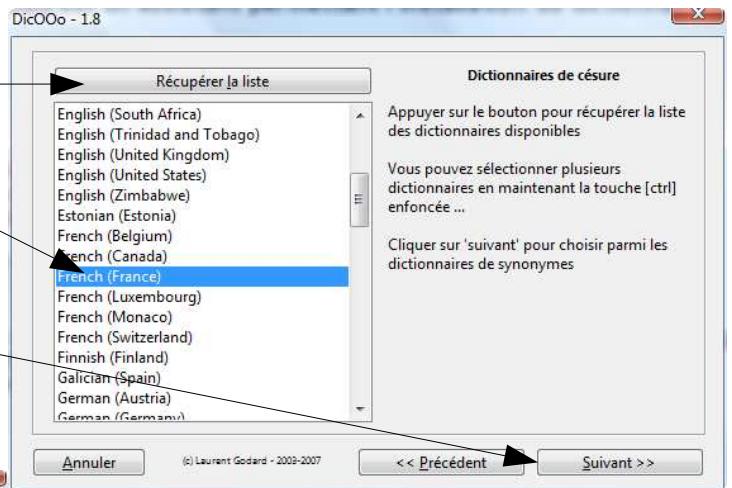 DicOOo - 1.8
Récupérer la liste
English (South Africa)
English (Trinidad and Tobago)
English (United Kingdom)
English (United States)
English (Zimbabwe)
Estonian (Estonia)
French (Belgium)
French (Canada)
French (France)
French (Luxembourg)
French (Monaco)
French (Switzerland)
Finnish (Finland)
Galician (Spain)
German (Austria)
German (Germany)
Dictionnaires de césure
Appuyer sur le bouton pour récupérer la liste
des dictionnaires disponibles
Vous pouvez sélectionner plusieurs
dictionnaires en maintenant la touche [ctrl]
enfoncée ...
Cliquer sur 'suivant' pour choisir parmi les
dictionnaires de synonymes
Annuler
(c) Laurent Godard - 2003-2007
<< Précédent
Suivant >>